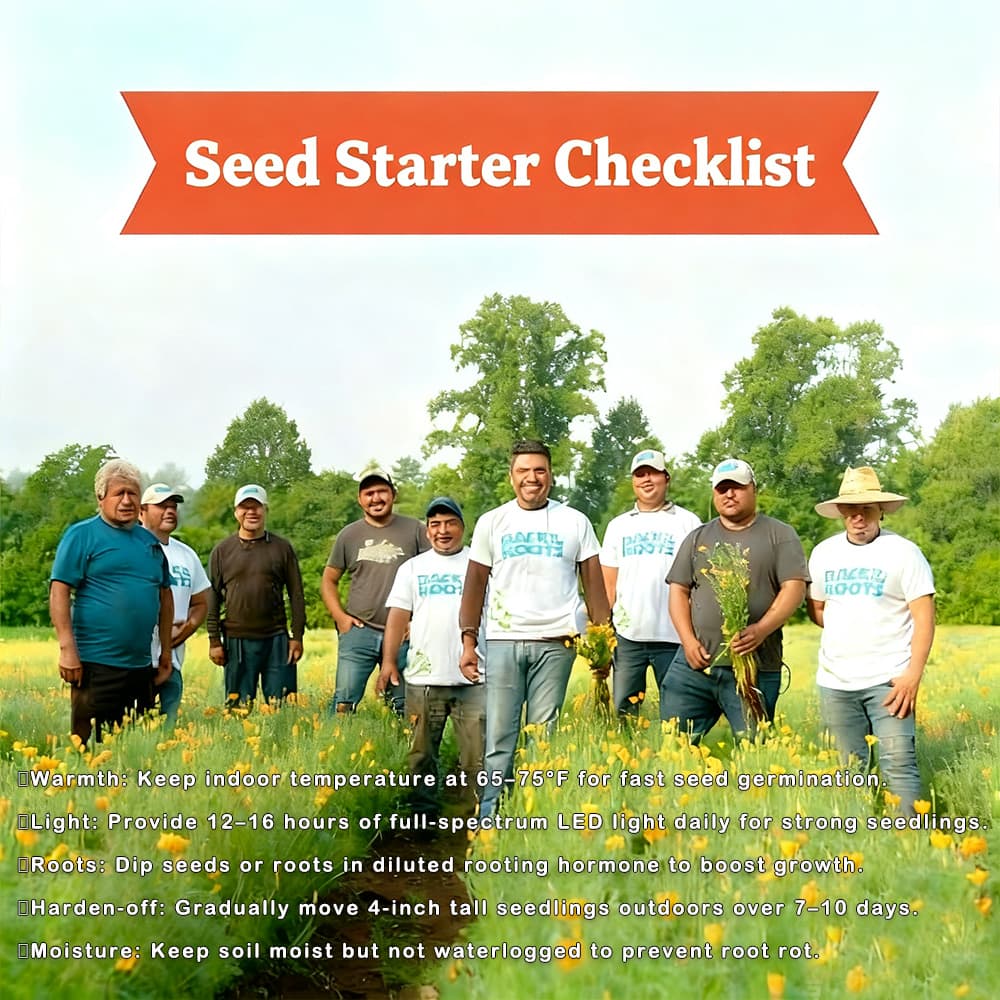 Seed Starter Checklist
Warmth: Keep indoor temperature at 65–75°F for fast seed germination.
Light: Provide 12–16 hours of full-spectrum LED light daily for strong seedlings.
Roots: Dip seeds or roots in diluted rooting hormone to boost growth.
Harden-off: Gradually move 4-inch tall seedlings outdoors over 7–10 days.
Moisture: Keep soil moist but not waterlogged to prevent root rot.